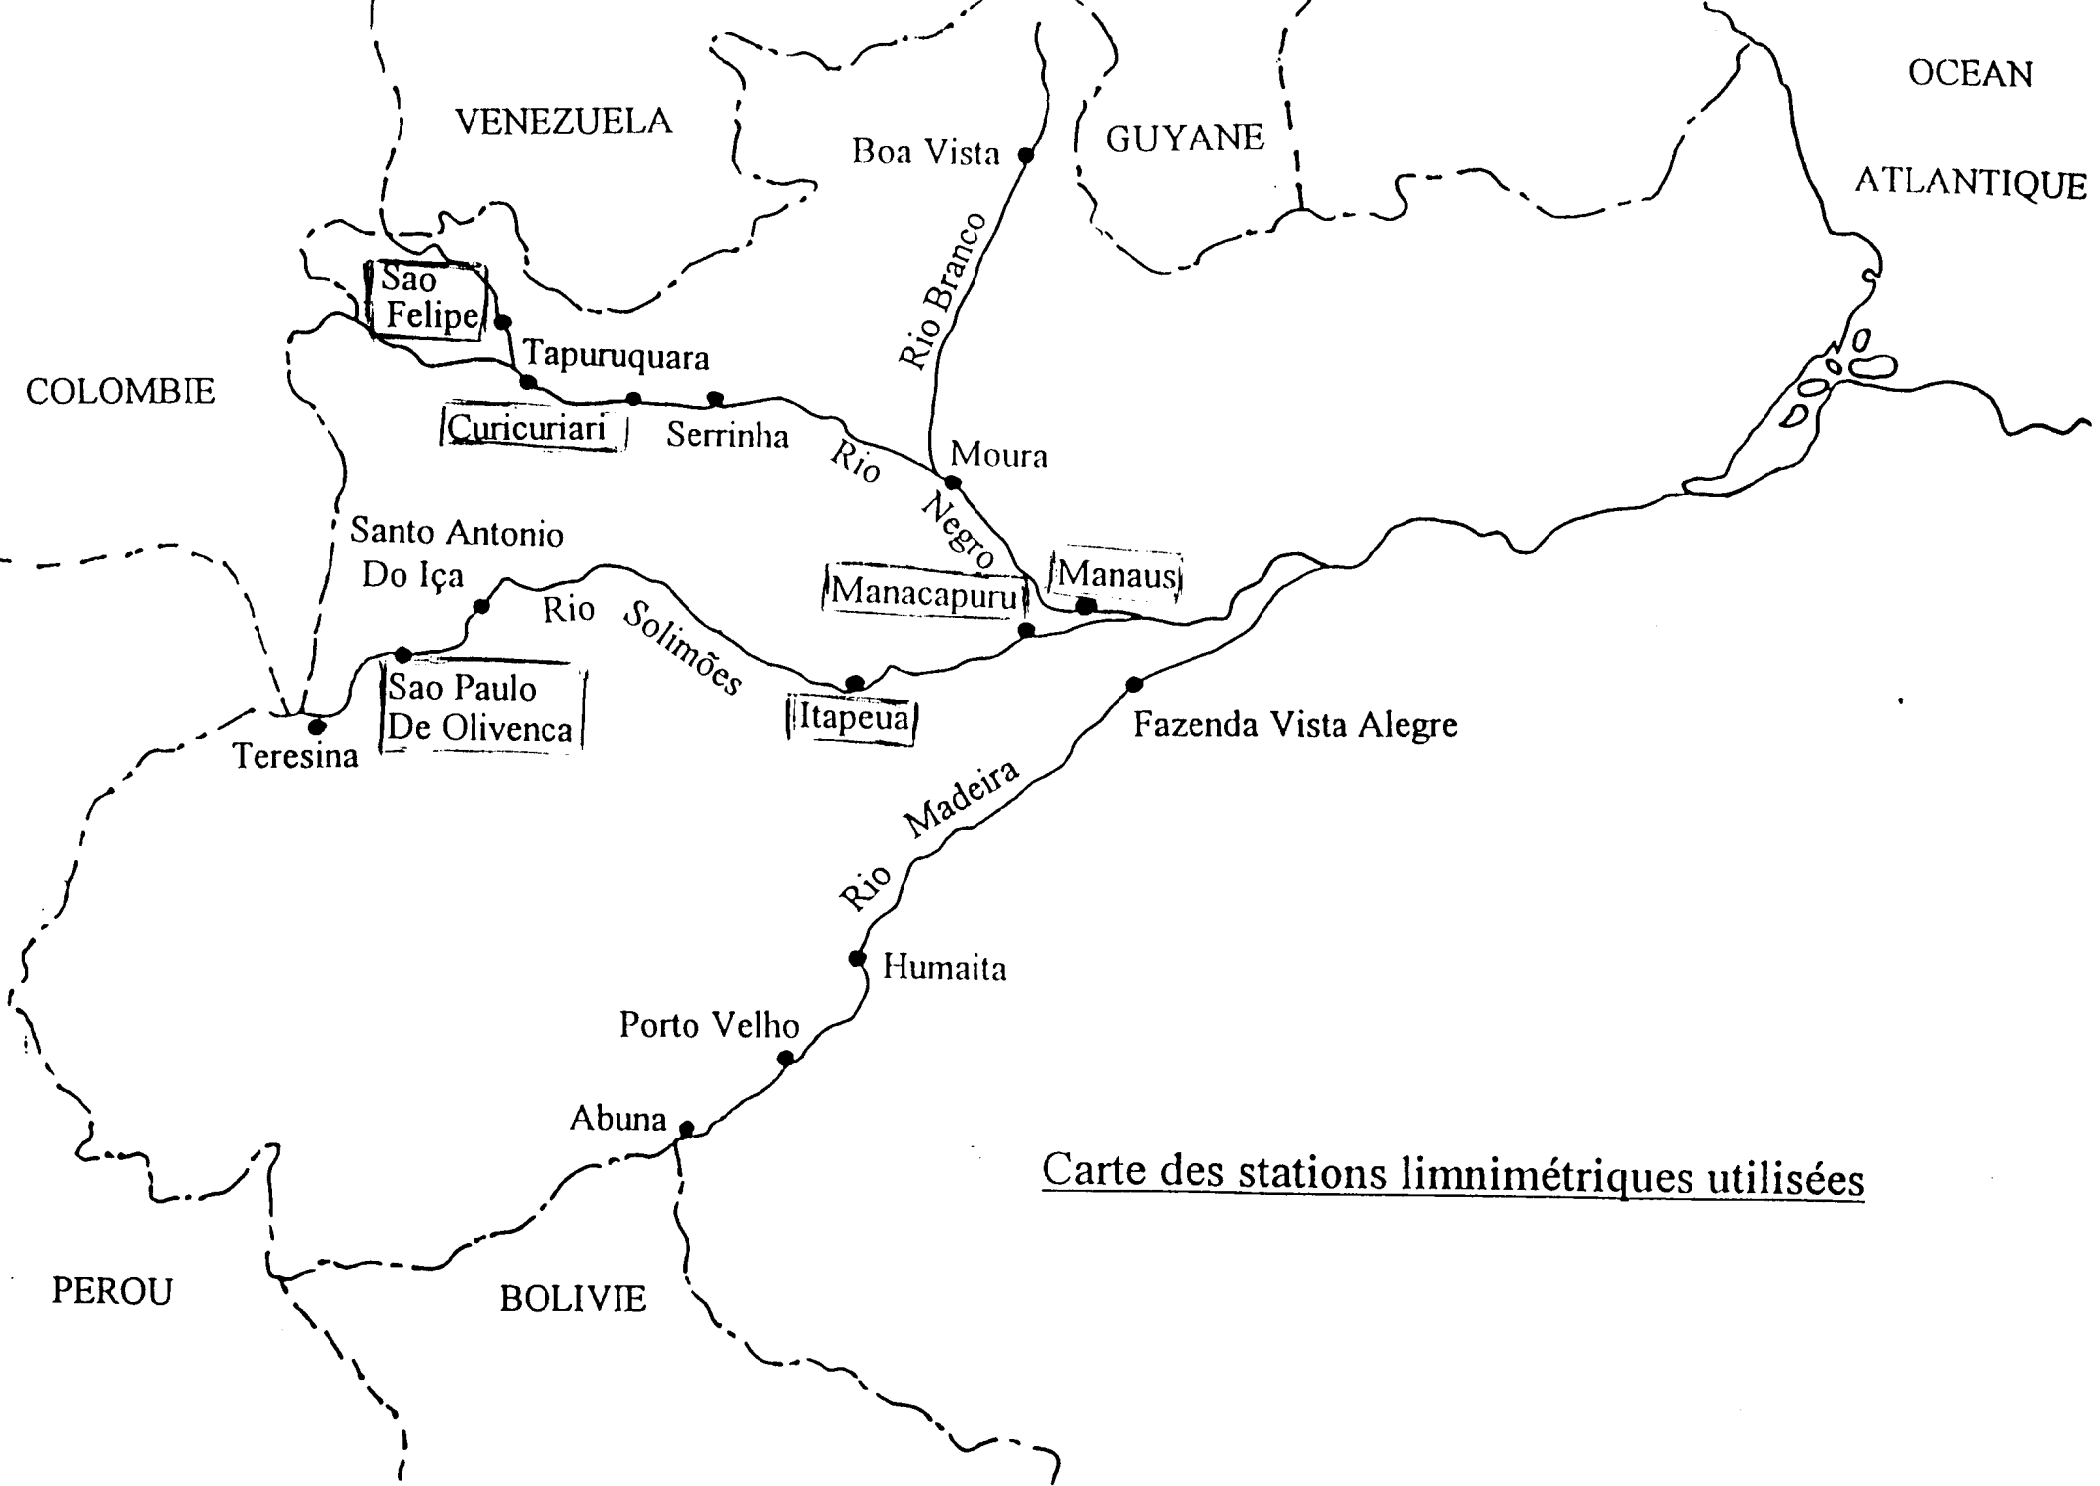 OCEAN
ATLANTIQUE
VENEZUELA
GUYANE
Boa Vista
Rio Branco
Sao
Felipe
Tapuruquara
COLOMBIE
Curicuriari
Serrinha
Rio
Negro
Moura
Santo Antonio
Do Iça
Rio
Solimões
Manacapuru
Manaus
Sao Paulo
De Olivenca
Itapeua
Teresina
Fazenda Vista Alegre
Rio
Madeira
Humaita
Porto Velho
Abuna
Carte des stations limnimétriques utilisées
PEROU
BOLIVIE